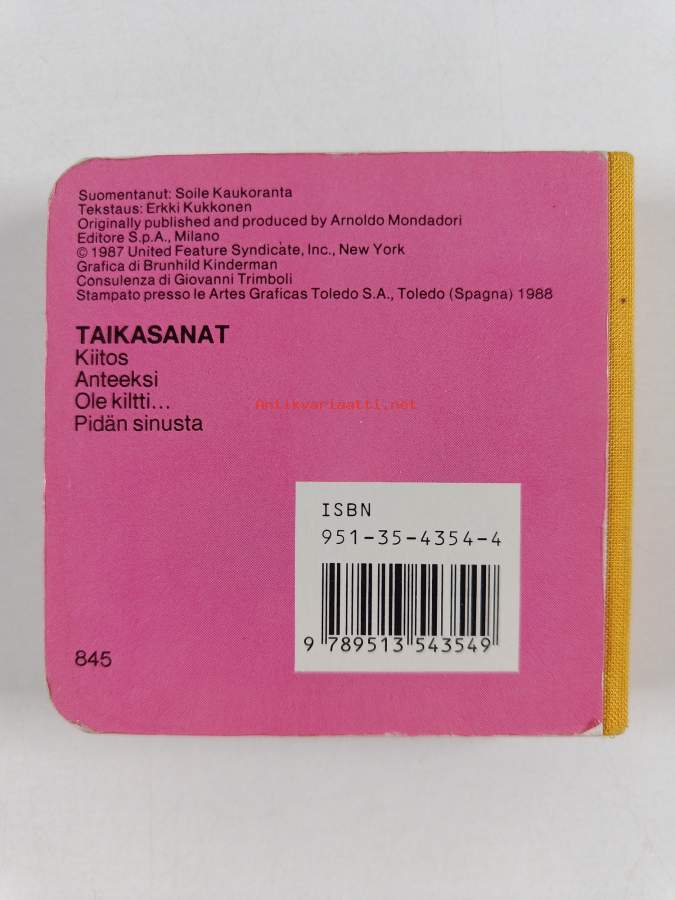 Suomentanut: Soile Kaukoranta
Tekstaus: Erkki Kukkonen
Originally published and produced by Arnoldo Mondadori
Editore S.p.A., Milano
© 1987 United Feature Syndicate, Inc., New York
Grafica di Brunhild Kinderman
Consulenza di Giovanni Trimboli
Stampato presso le Artes Graficas Toledo S.A., Toledo (Spagna) 1988
TAIKASANAT
Kiitos
Anteeksi
Ole kiltti...
Pidän sinusta
Antikvariaatti.net
ISBN
951-35-4354-4
9 789513 543549
845